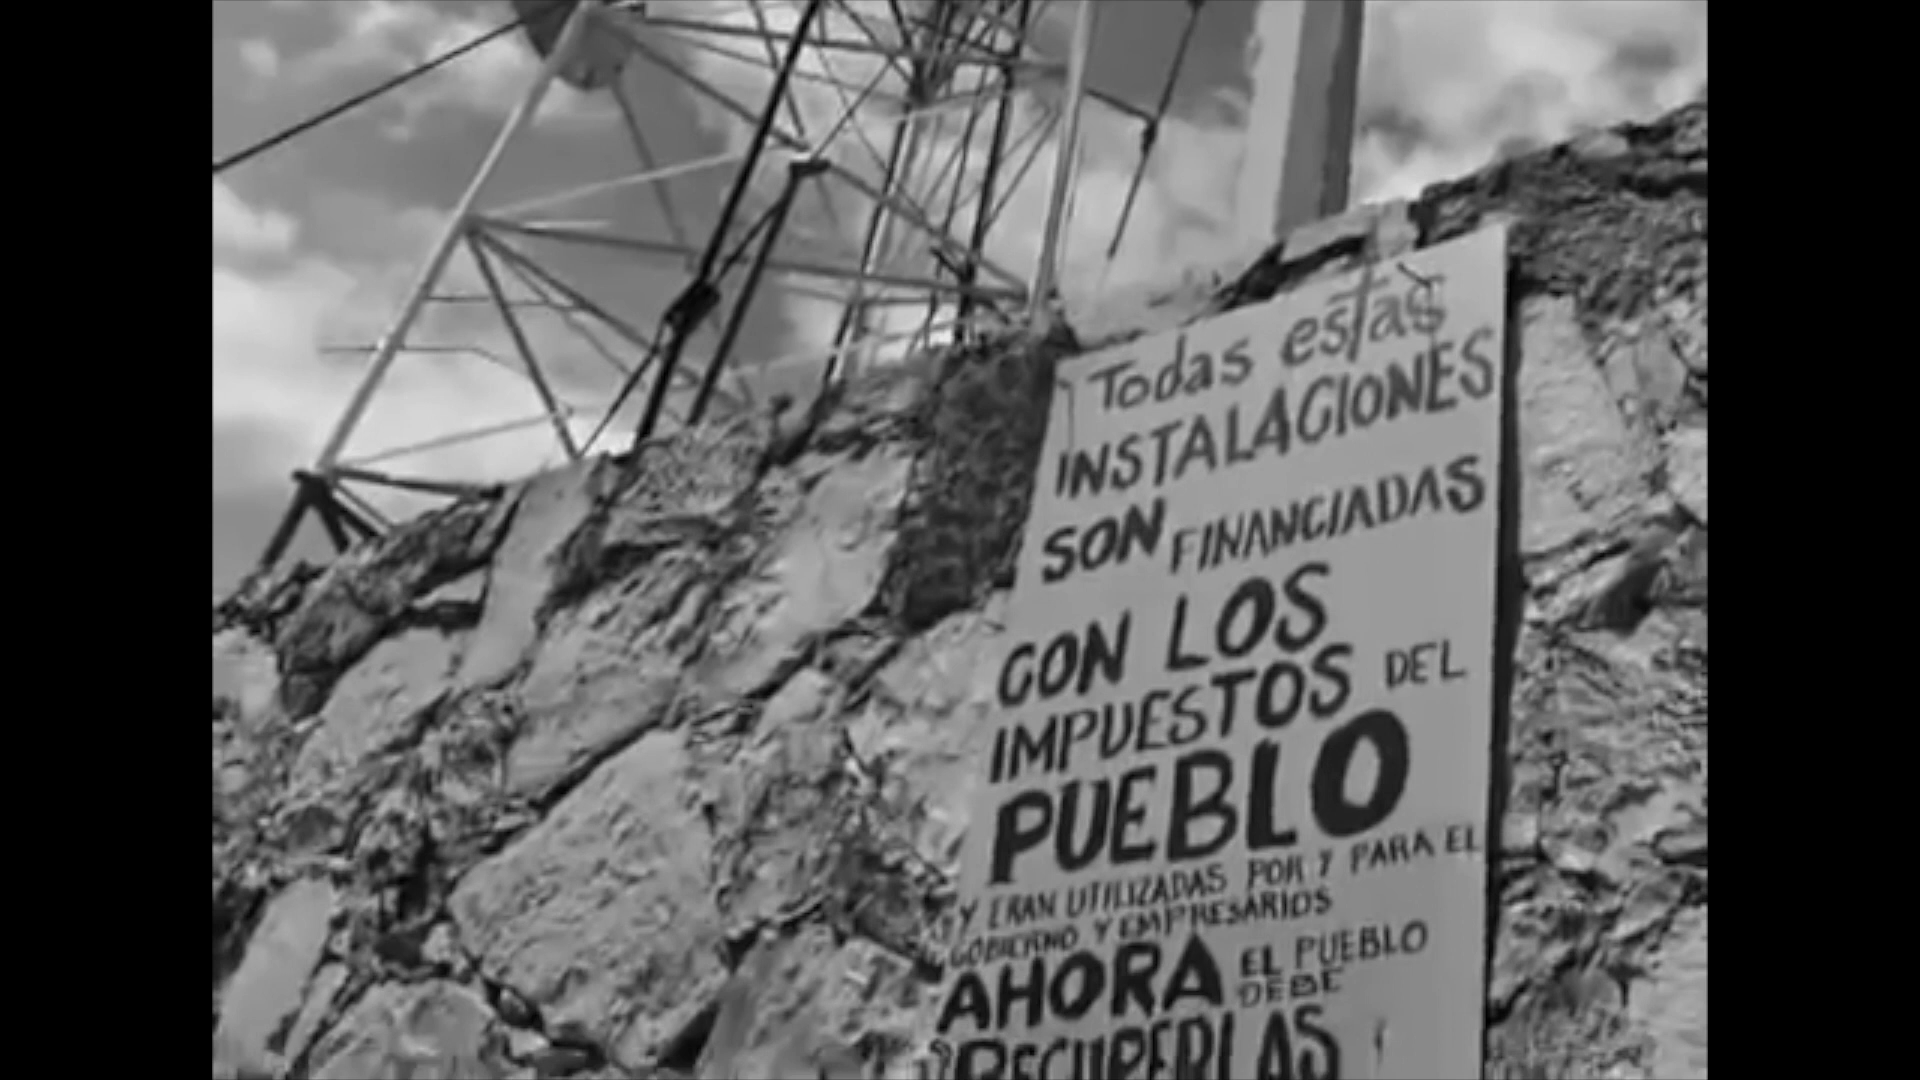 Todas estas
INSTALACIONES
SON FINANCIADAS
CON LOS
IMPUESTOS DEL
PUEBLO
Y ERAN UTILIZADAS POR Y PARA EL
GOBIERNO Y EMPRESARIOS
AHORA EL PUEBLO
DEBE
RECUPERLAS